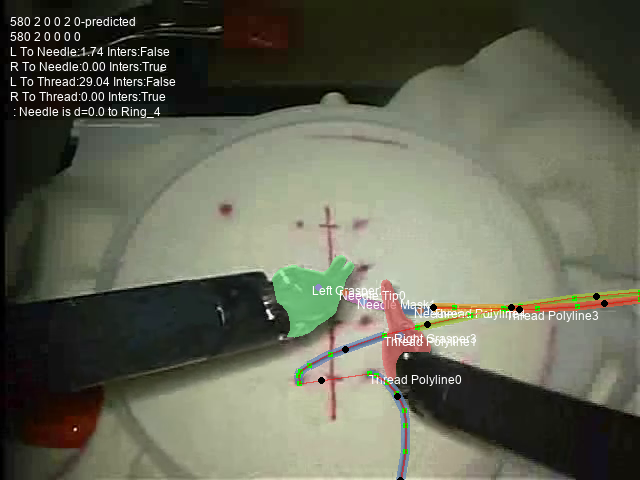 580 2 0 0 2 0-predicted
580 2 0 0 0 0
L To Needle:1.74 Inters:False
R To Needle:0.00 Inters:True
L To Thread:29.04 Inters:False
R To Thread:0.00 Inters:True
: Needle is d=0.0 to Ring_4
Left Grasper
Needle Tip0
Needle Mask
Thread Polyline3
Right Grasper3
Thread Polyline0